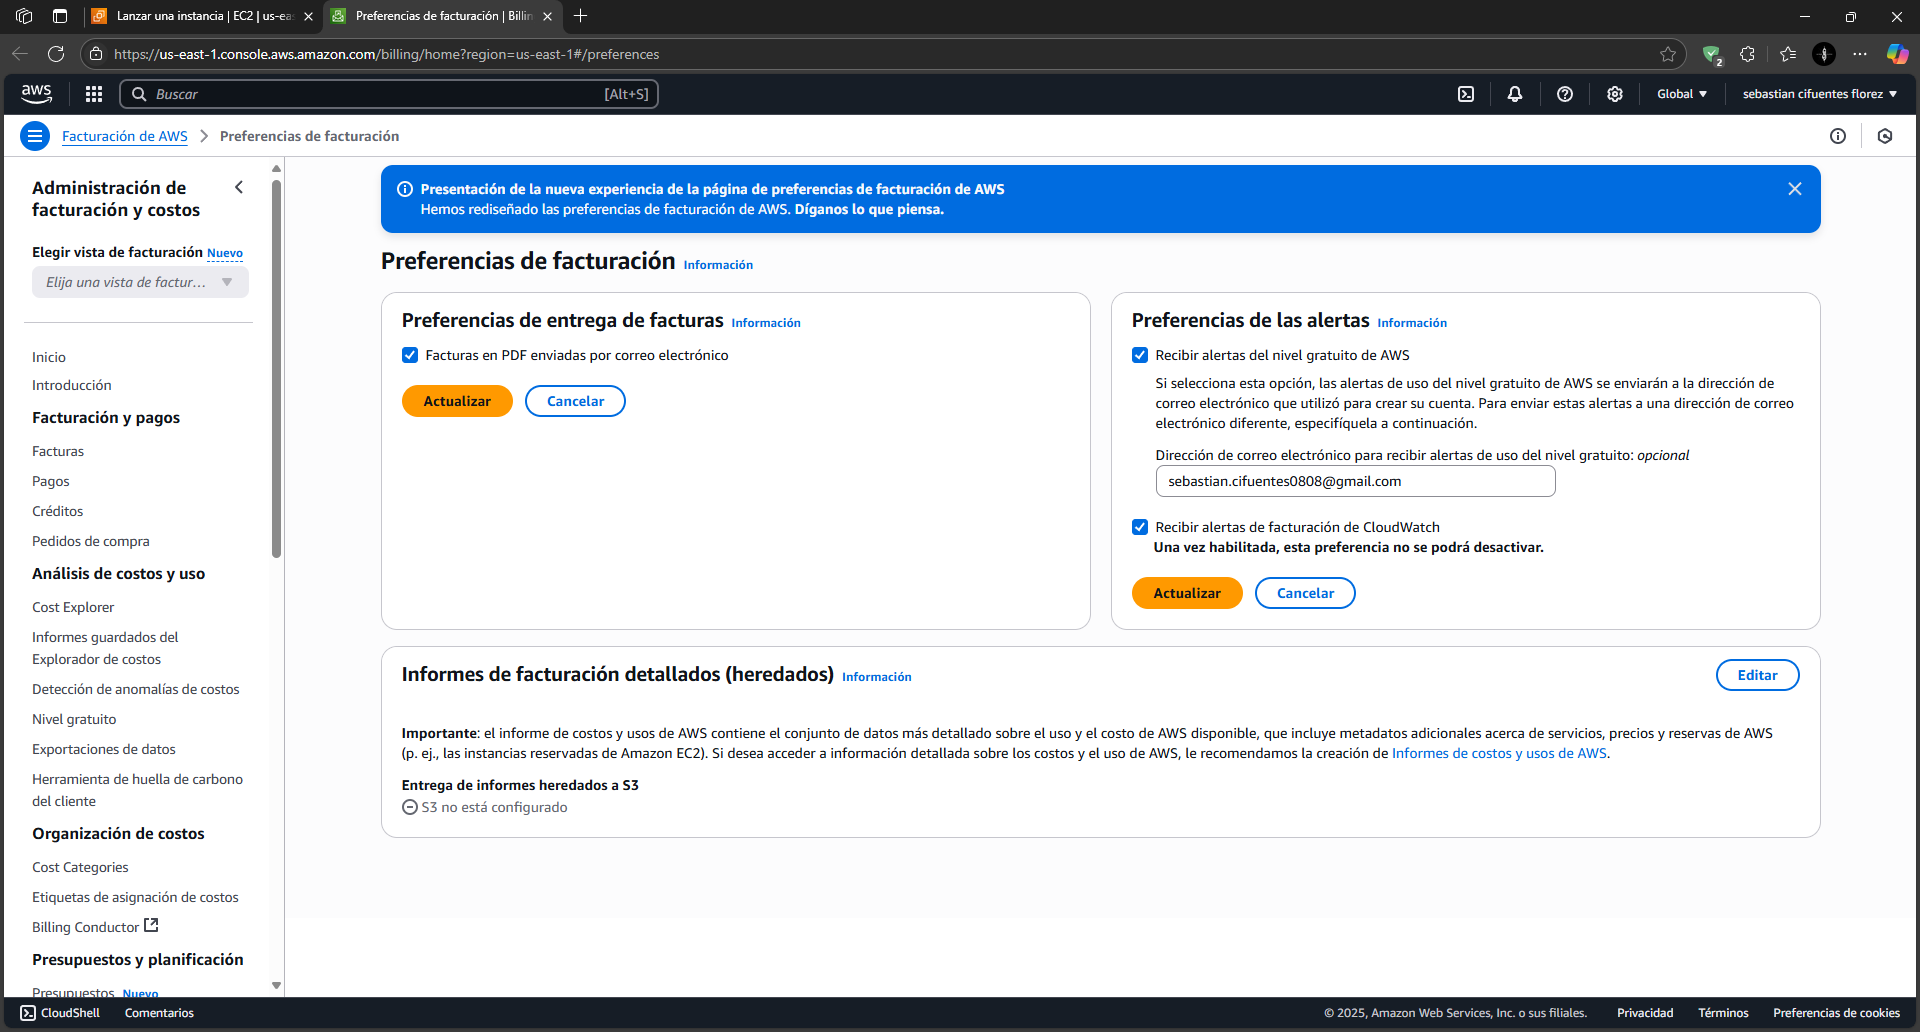 Lanzar una instancia | EC2 | us-eas
Preferencias de facturación | Billin
https://us-east-1.console.aws.amazon.com/billing/home?region=us-east-1#/preferences
2
aws
Buscar
[Alt+S]
Global
sebastian cifuentes florez
Facturación de AWS
Preferencias de facturación
Administración de
facturación y costos
Elegir vista de facturación Nuevo
Elija una vista de factur...
Inicio
Introducción
Facturación y pagos
Facturas
Pagos
Créditos
Pedidos de compra
Análisis de costos y uso
Cost Explorer
Informes guardados del
Explorador de costos
Detección de anomalías de costos
Nivel gratuito
Exportaciones de datos
Herramienta de huella de carbono
del cliente
Organización de costos
Cost Categories
Etiquetas de asignación de costos
Billing Conductor
Presupuestos y planificación
Presupuestos Nuevo
Presentación de la nueva experiencia de la página de preferencias de facturación de AWS
Hemos rediseñado las preferencias de facturación de AWS. Díganos lo que piensa.
Preferencias de facturación Información
Preferencias de entrega de facturas Información
Facturas en PDF enviadas por correo electrónico
Actualizar
Cancelar
Preferencias de las alertas Información
Recibir alertas del nivel gratuito de AWS
Si selecciona esta opción, las alertas de uso del nivel gratuito de AWS se enviarán a la dirección de
correo electrónico que utilizó para crear su cuenta. Para enviar estas alertas a una dirección de correo
electrónico diferente, especifíquela a continuación.
Dirección de correo electrónico para recibir alertas de uso del nivel gratuito: opcional
sebastian.cifuentes0808@gmail.com
Recibir alertas de facturación de CloudWatch
Una vez habilitada, esta preferencia no se podrá desactivar.
Actualizar
Cancelar
Informes de facturación detallados (heredados) Información
Editar
Importante: el informe de costos y usos de AWS contiene el conjunto de datos más detallado sobre el uso y el costo de AWS disponible, que incluye metadatos adicionales acerca de servicios, precios y reservas de AWS
(p. ej., las instancias reservadas de Amazon EC2). Si desea acceder a información detallada sobre los costos y el uso de AWS, le recomendamos la creación de Informes de costos y usos de AWS.
Entrega de informes heredados a S3
S3 no está configurado
CloudShell
Comentarios
© 2025, Amazon Web Services, Inc. o sus filiales.
Privacidad
Términos
Preferencias de cookies